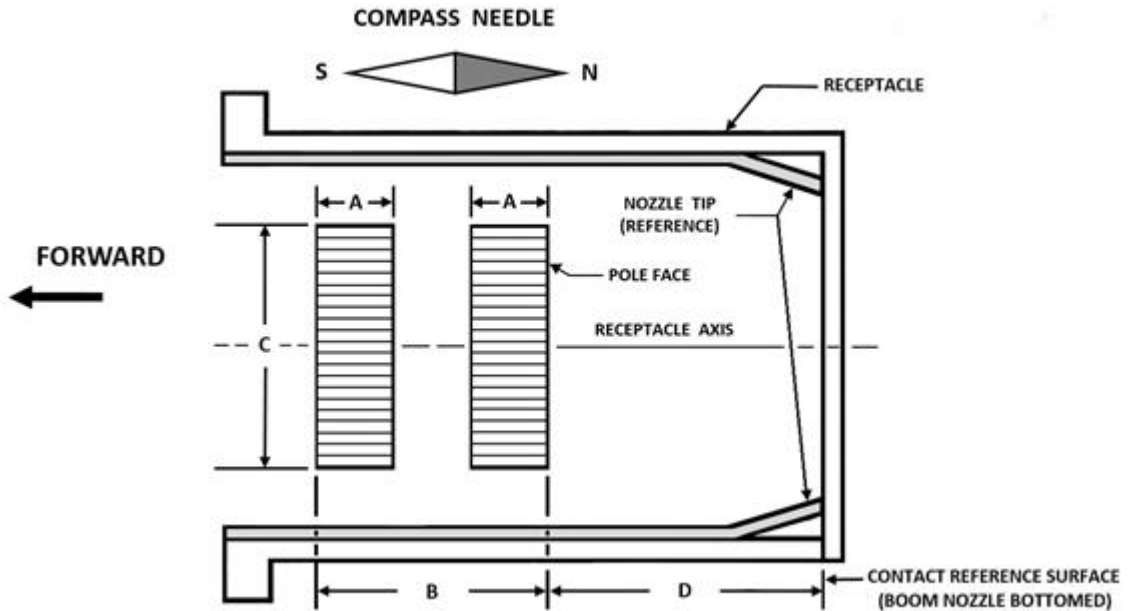 COMPASS NEEDLE
S
N
RECEPTACLE
A
A
NOZZLE TIP
(REFERENCE)
FORWARD
POLE FACE
RECEPTACLE AXIS
C
B
D
CONTACT REFERENCE SURFACE
(BOOM NOZZLE BOTTOMED)